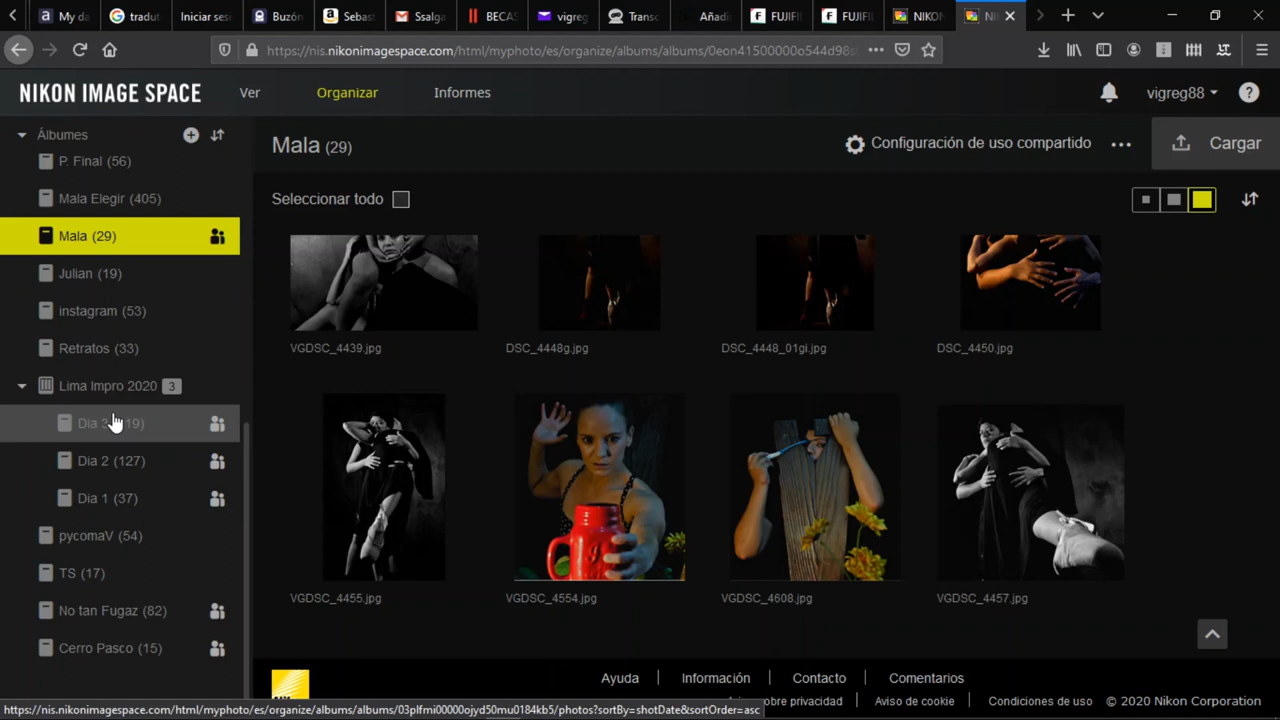 My da
tradut
Iniciar ses
Buzón
Sebast
Ssalga
BECAS
vigreg
Transc
Añadi
FUJIFI
FUJIF
NIKON
NI
https://nis.nikonimagespace.com/html/myphoto/es/organize/albums/albums/0eon41500000o544d98s
NIKON IMAGE SPACE
Ver
Organizar
Informes
vigreg88
Álbumes
P. Final (56)
Mala Elegir (405)
Mala (29)
Julian (19)
instagram (53)
Retratos (33)
Lima Impro 2020 3
Dia 2 (127)
Dia 1 (37)
pycomaV (54)
TS (17)
No tan Fugaz (82)
Cerro Pasco (15)
Mala (29)
Configuración de uso compartido
Cargar
Seleccionar todo
VGDSC_4439.jpg
DSC_4448g.jpg
DSC_4448_01gi.jpg
DSC_4450.jpg
VGDSC_4455.jpg
VGDSC_4554.jpg
VGDSC_4608.jpg
VGDSC_4457.jpg
Ayuda
Información
Contacto
Comentarios
sobre privacidad
Aviso de cookie
Condiciones de uso
© 2020 Nikon Corporation
https://nis.nikonimagespace.com/html/myphoto/es/organize/albums/albums/03plfmi00000ojyd50mu0184kb5/photos?sortBy=shotDate&sortOrder=asc